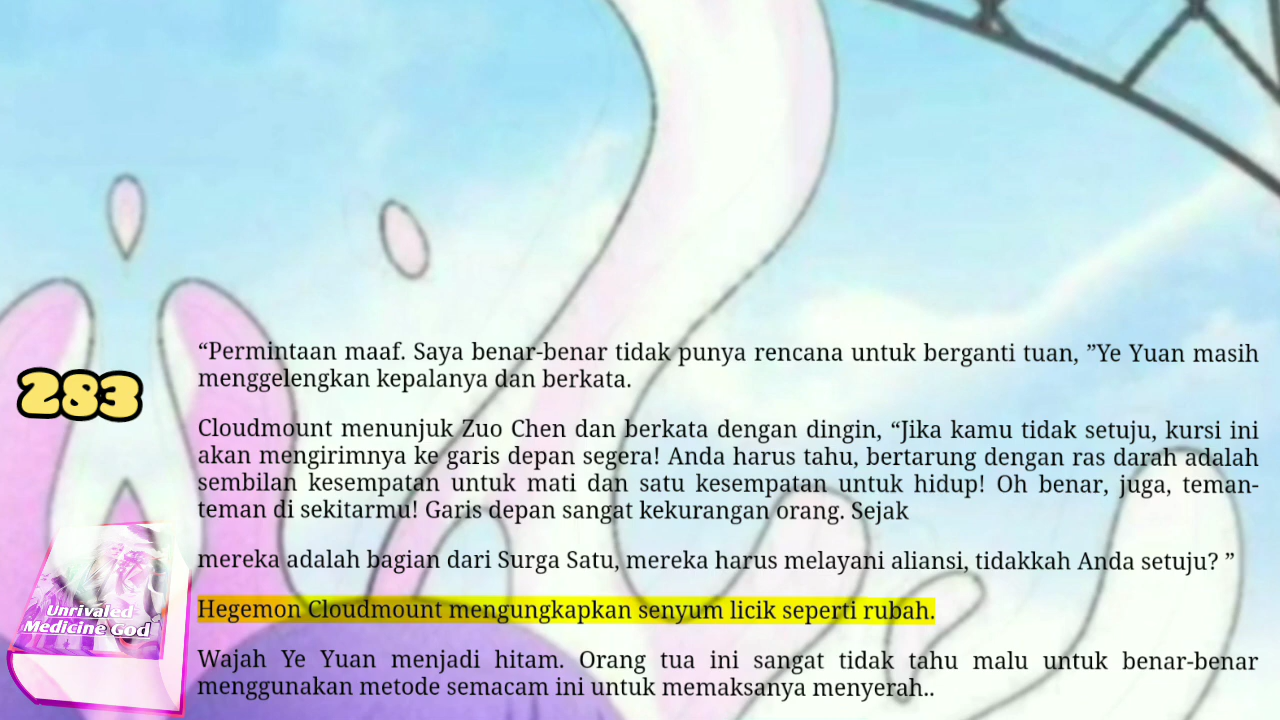 “Permintaan maaf. Saya benar-benar tidak punya rencana untuk berganti tuan, ”Ye Yuan masih
menggelengkan kepalanya dan berkata.
283
Cloudmount menunjuk Zuo Chen dan berkata dengan dingin, “Jika kamu tidak setuju, kursi ini
akan mengirimnya ke garis depan segera! Anda harus tahu, bertarung dengan ras darah adalah
sembilan kesempatan untuk mati dan satu kesempatan untuk hidup! Oh benar, juga, teman-
teman di sekitarmu! Garis depan sangat kekurangan orang. Sejak
mereka adalah bagian dari Surga Satu, mereka harus melayani aliansi, tidakkah Anda setuju? ”
Hegemon Cloudmount mengungkapkan senyum licik seperti rubah.
Unrivaled
Medicine God
Wajah Ye Yuan menjadi hitam. Orang tua ini sangat tidak tahu malu untuk benar-benar
menggunakan metode semacam ini untuk memaksanya menyerah..